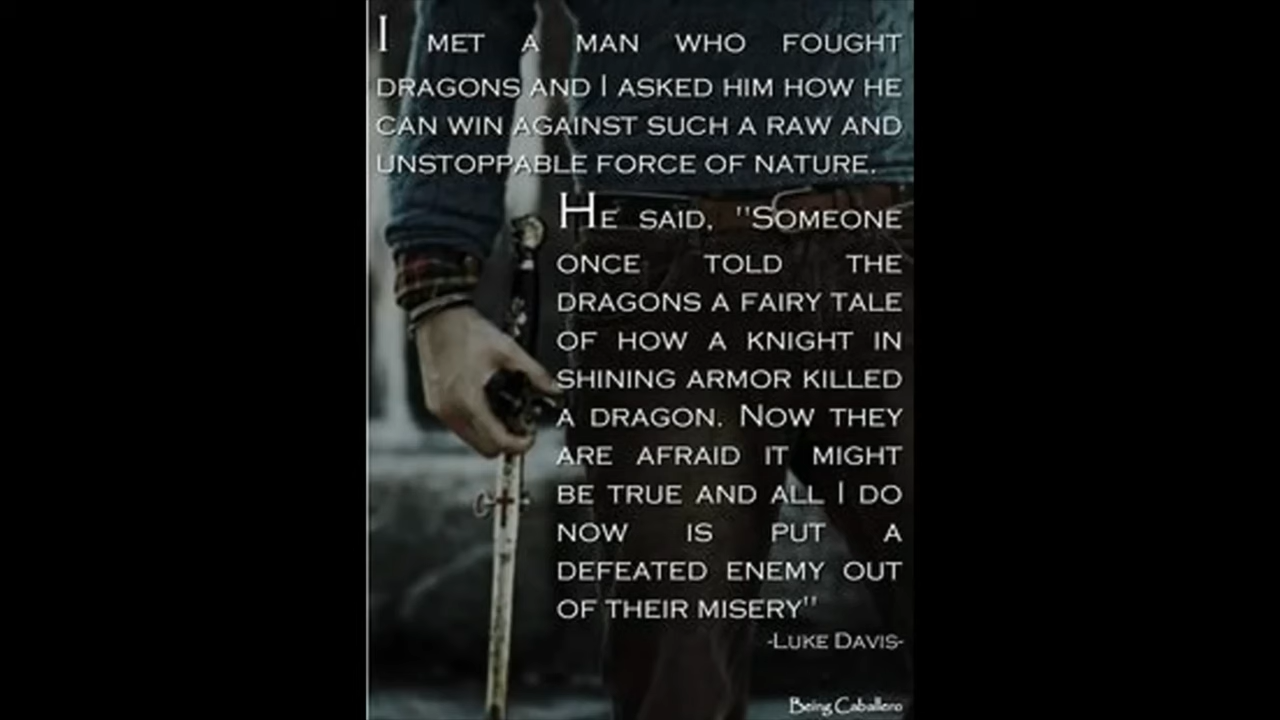 I MET A MAN WHO FOUGHT
DRAGONS AND I ASKED HIM HOW HE
CAN WIN AGAINST SUCH A RAW AND
UNSTOPPABLE FORCE OF NATURE.
HE SAID, "SOMEONE
ONCE TOLD THE
DRAGONS A FAIRY TALE
OF HOW A KNIGHT IN
SHINING ARMOR KILLED
A DRAGON. NOW THEY
ARE AFRAID IT MIGHT
BE TRUE AND ALL I DO
NOW IS PUT A
DEFEATED ENEMY OUT
OF THEIR MISERY"
-LUKE DAVIS-
Being Caballero